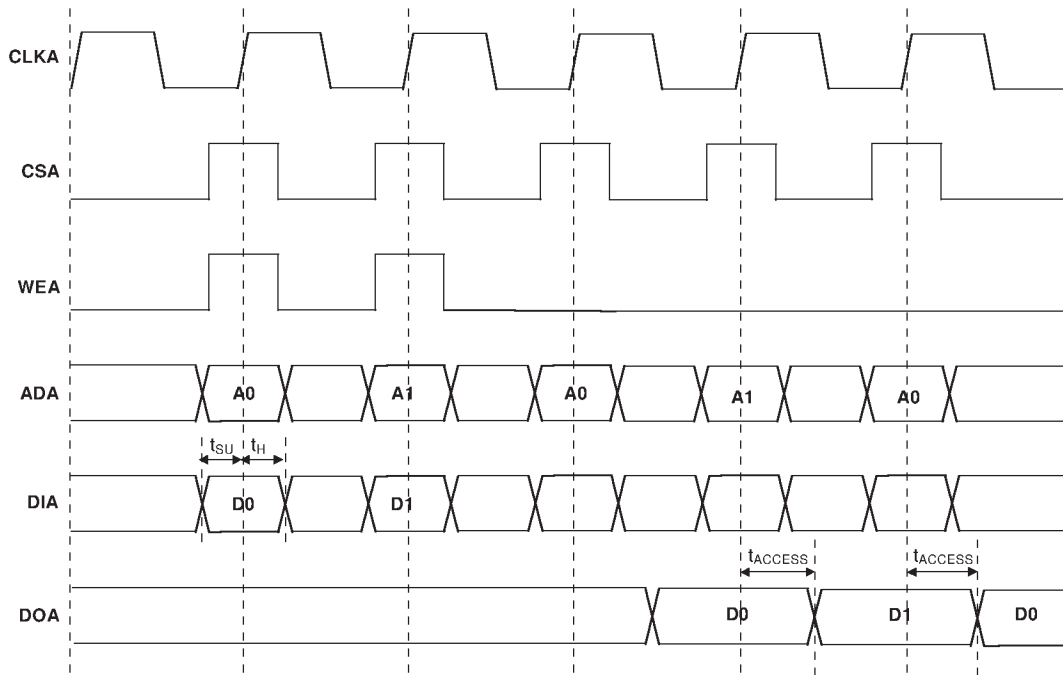 CLKA
CSA
WEA
ADA A0 A1 A0 A1 A0
tSU tH
DIA D0 D1
tACCESS tACCESS
DOA D0 D1 D0